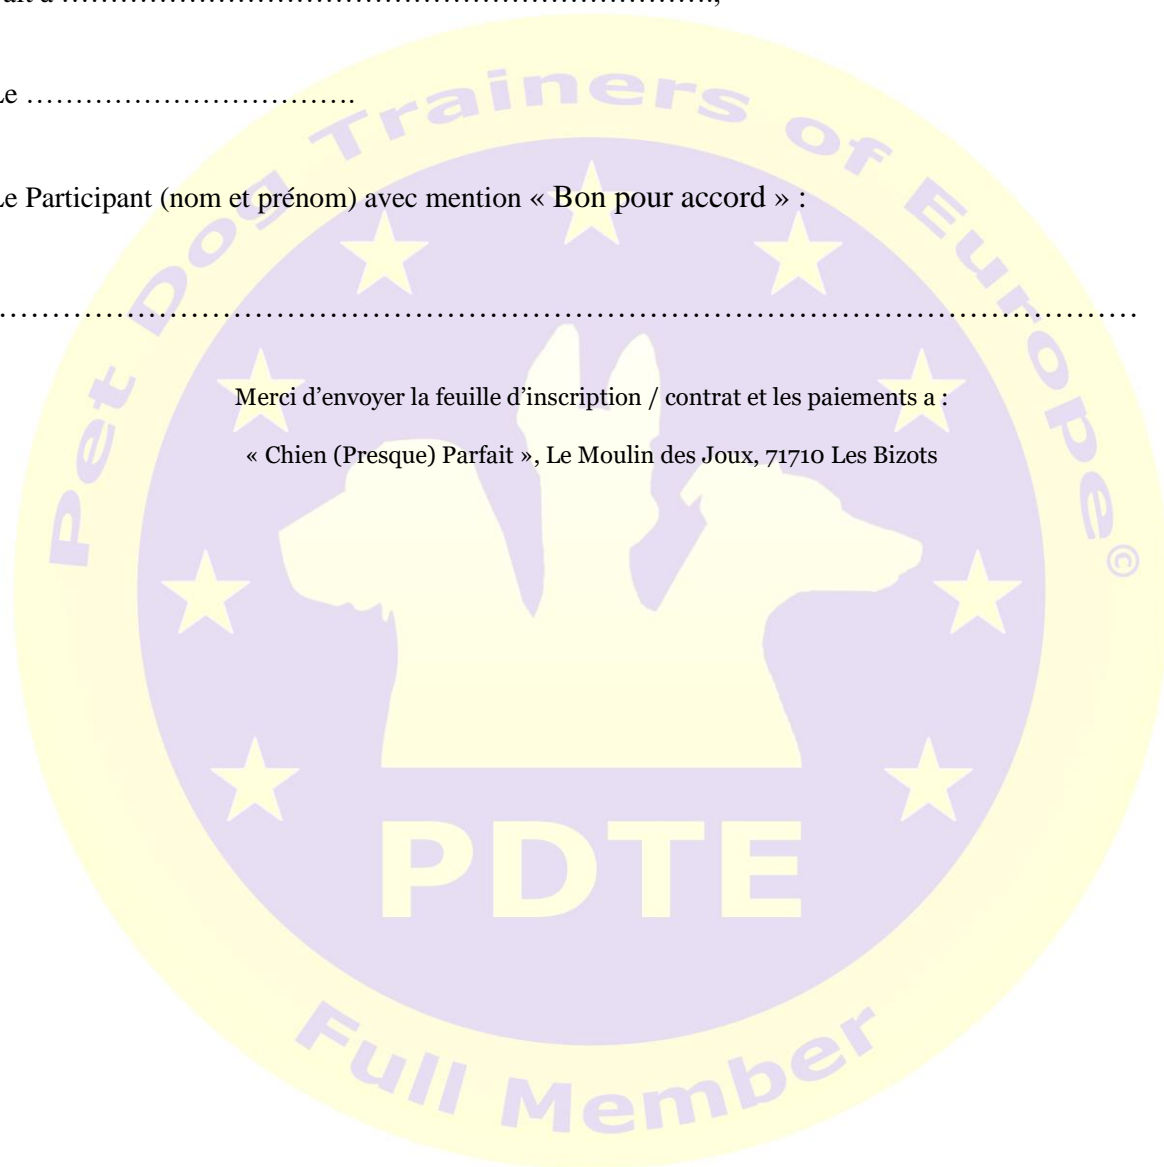 ait à …………………………………………………………….,
Le …………………………….
Le Participant (nom et prénom) avec mention « Bon pour accord » :
……………………………………………………………………………………………………………
Merci d’envoyer la feuille d’inscription / contrat et les paiements a :
« Chien (Presque) Parfait », Le Moulin des Joux, 71710 Les Bizots
Pet Dog Trainers of Europe©
PDTE
Full Member